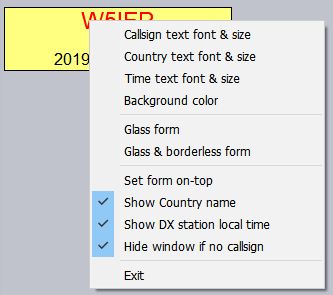 W5IER
2019
Callsign text font & size
Country text font & size
Time text font & size
Background color
Glass form
Glass & borderless form
Set form on-top
Show Country name
Show DX station local time
Hide window if no callsign
Exit